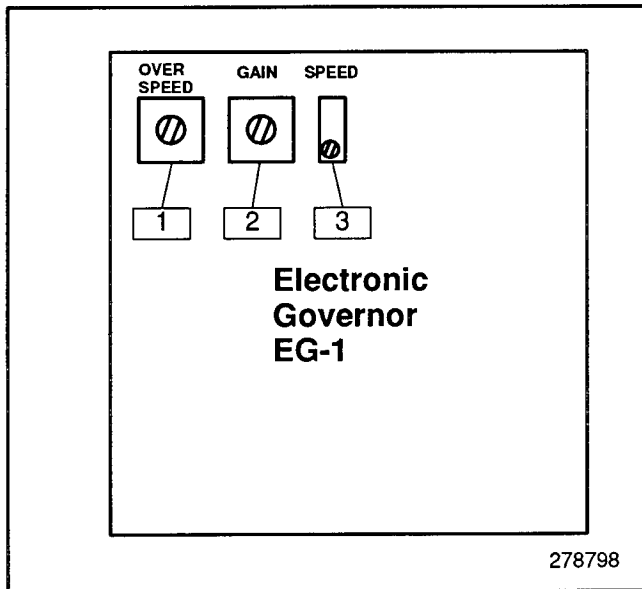 OVER SPEED
GAIN
SPEED
1
2
3
Electronic
Governor
EG-1
278798